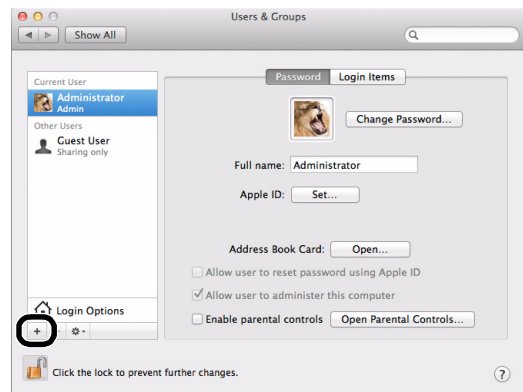 Users & Groups
Show All
Current User
Administrator
Admin
Other Users
Guest User
Sharing only
Login Options
+
Password
Login Items
Change Password...
Full name: Administrator
Apple ID: Set...
Address Book Card: Open...
Allow user to reset password using Apple ID
Allow user to administer this computer
Enable parental controls Open Parental Controls...
Click the lock to prevent further changes.
?